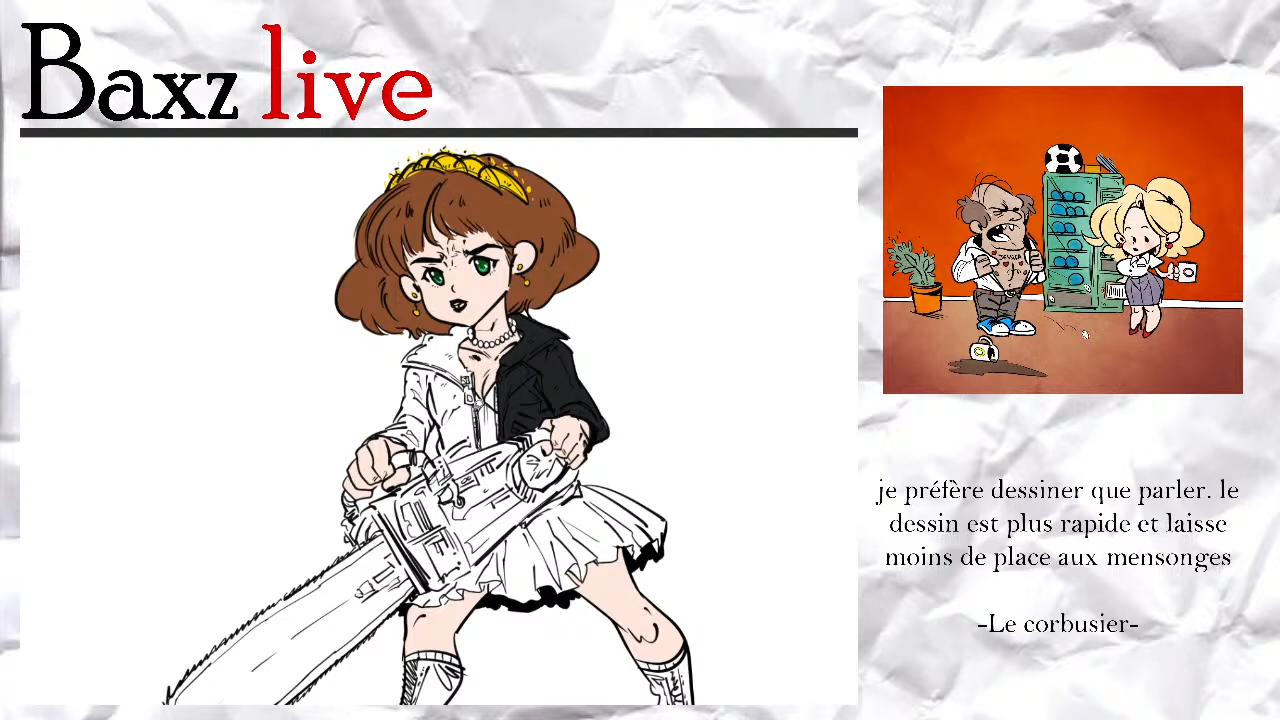 Baxz live
je préfère dessiner que parler. le
dessin est plus rapide et laisse
moins de place aux mensonges
-Le corbusier-